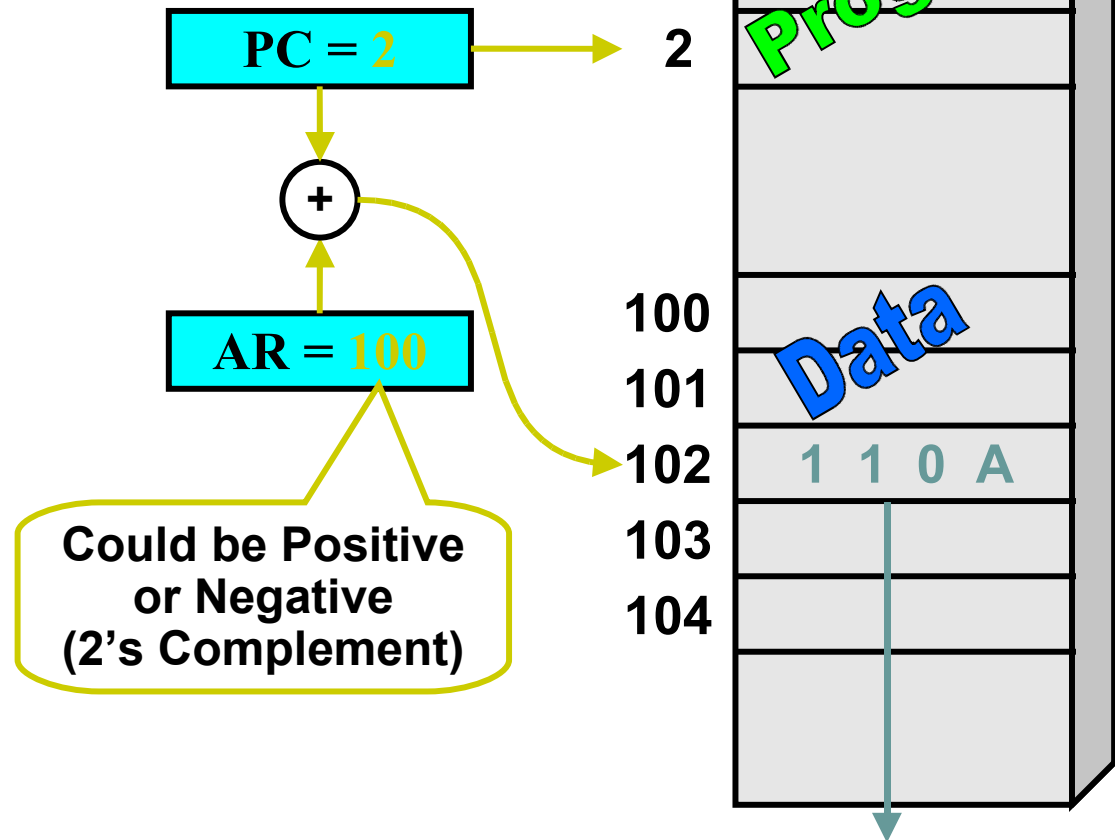 PC = 2
2
+
100
Data
AR = 100
101
102
1 1 0 A
Could be Positive
or Negative
(2's Complement)
103
104